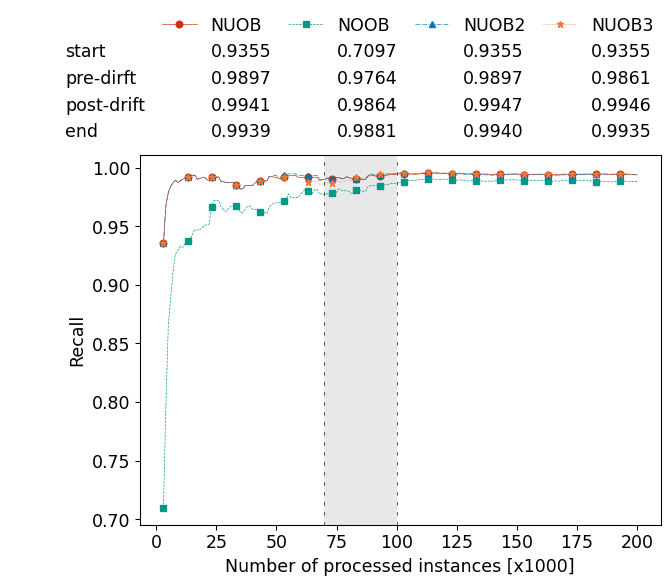 NUOB NOOB NUOB2 NUOB3
start 0.9355 0.7097 0.9355 0.9355
pre-dirft 0.9897 0.9764 0.9897 0.9861
post-drift 0.9941 0.9864 0.9947 0.9946
end 0.9939 0.9881 0.9940 0.9935
1.00
0.95
0.90
0.85
0.80
0.75
0.70
Recall
0 25 50 75 100 125 150 175 200
Number of processed instances [x1000]